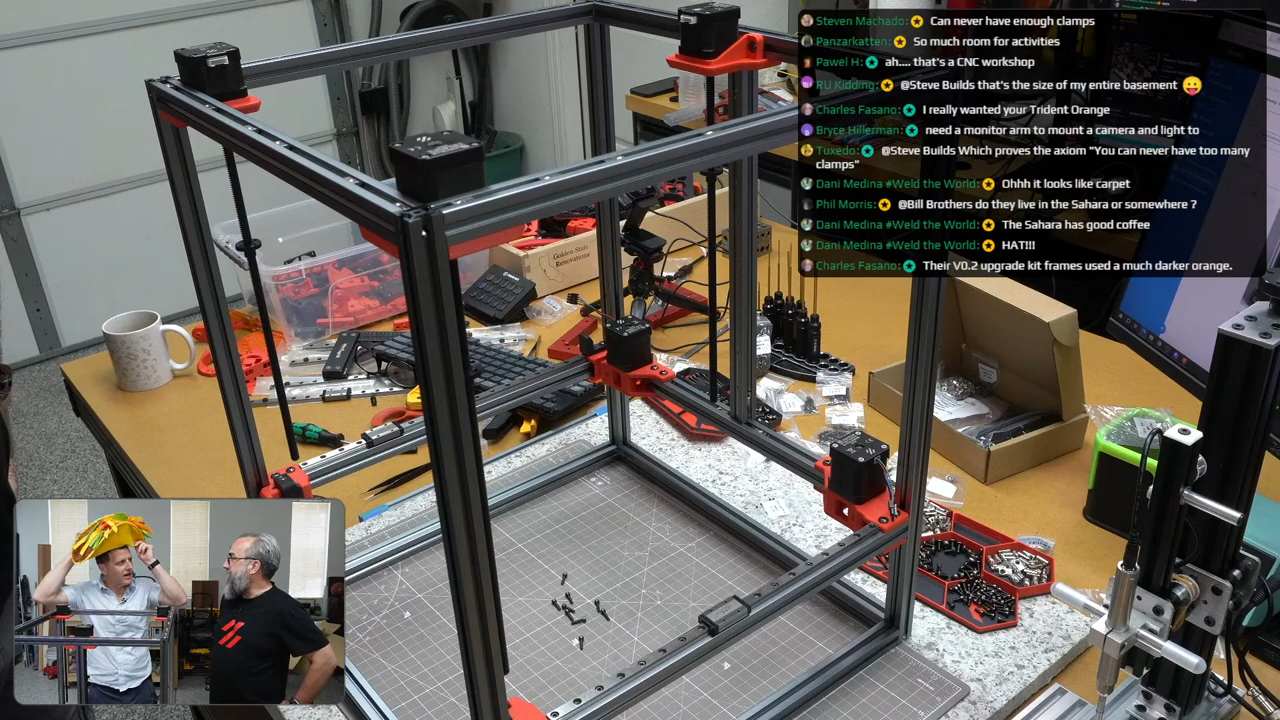 Steven Machado: Can never have enough clamps
Panzarkatten: So much room for activities
Pawel H: ah.... that's a CNC workshop
RU Kidding: @Steve Builds that's the size of my entire basement 😛
Charles Fasano: I really wanted your Trident Orange
Bryce Hillerman: need a monitor arm to mount a camera and light to
Tuxedo: @Steve Builds Which proves the axiom "You can never have too many
clamps"
Dani Medina #Weld the World: Ohhh it looks like carpet
Phil Morris: @Bill Brothers do they live in the Sahara or somewhere ?
Dani Medina #Weld the World: The Sahara has good coffee
Dani Medina #Weld the World: HAT!!!
Charles Fasano: Their V0.2 upgrade kit frames used a much darker orange.
Golden State
Renovations